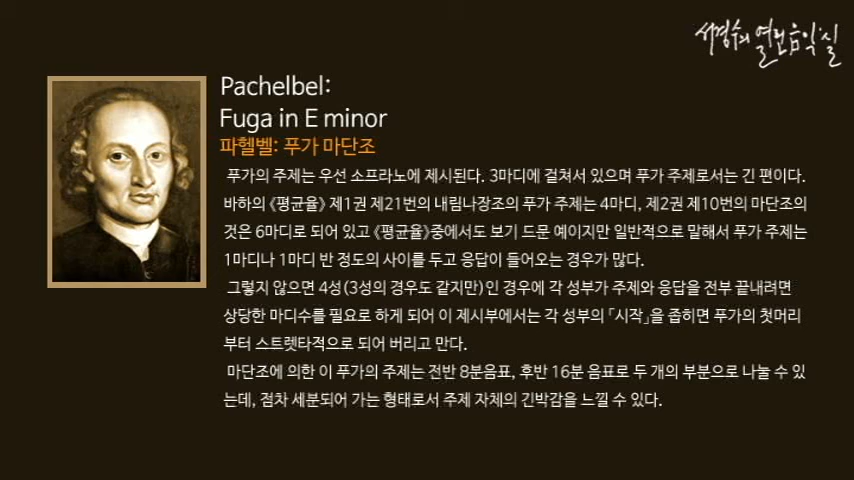 서경수의 열린음악실
Pachelbel:
Fuga in E minor
파헬벨: 푸가 마단조
푸가의 주제는 우선 소프라노에 제시된다. 3마디에 걸쳐서 있으며 푸가 주제로서는 긴 편이다.
바하의 《평균율》 제1권 제21번의 내림나장조의 푸가 주제는 4마디, 제2권 제10번의 마단조의
것은 6마디로 되어 있고 《평균율》중에서도 보기 드문 예이지만 일반적으로 말해서 푸가 주제는
1마디나 1마디 반 정도의 사이를 두고 응답이 들어오는 경우가 많다.
그렇지 않으면 4성(3성의 경우도 같지만)인 경우에 각 성부가 주제와 응답을 전부 끝내려면
상당한 마디수를 필요로 하게 되어 이 제시부에서는 각 성부의 「시작」을 좁히면 푸가의 첫머리
부터 스트렛타적으로 되어 버리고 만다.
마단조에 의한 이 푸가의 주제는 전반 8분음표, 후반 16분 음표로 두 개의 부분으로 나눌 수 있
는데, 점차 세분되어 가는 형태로서 주제 자체의 긴박감을 느낄 수 있다.